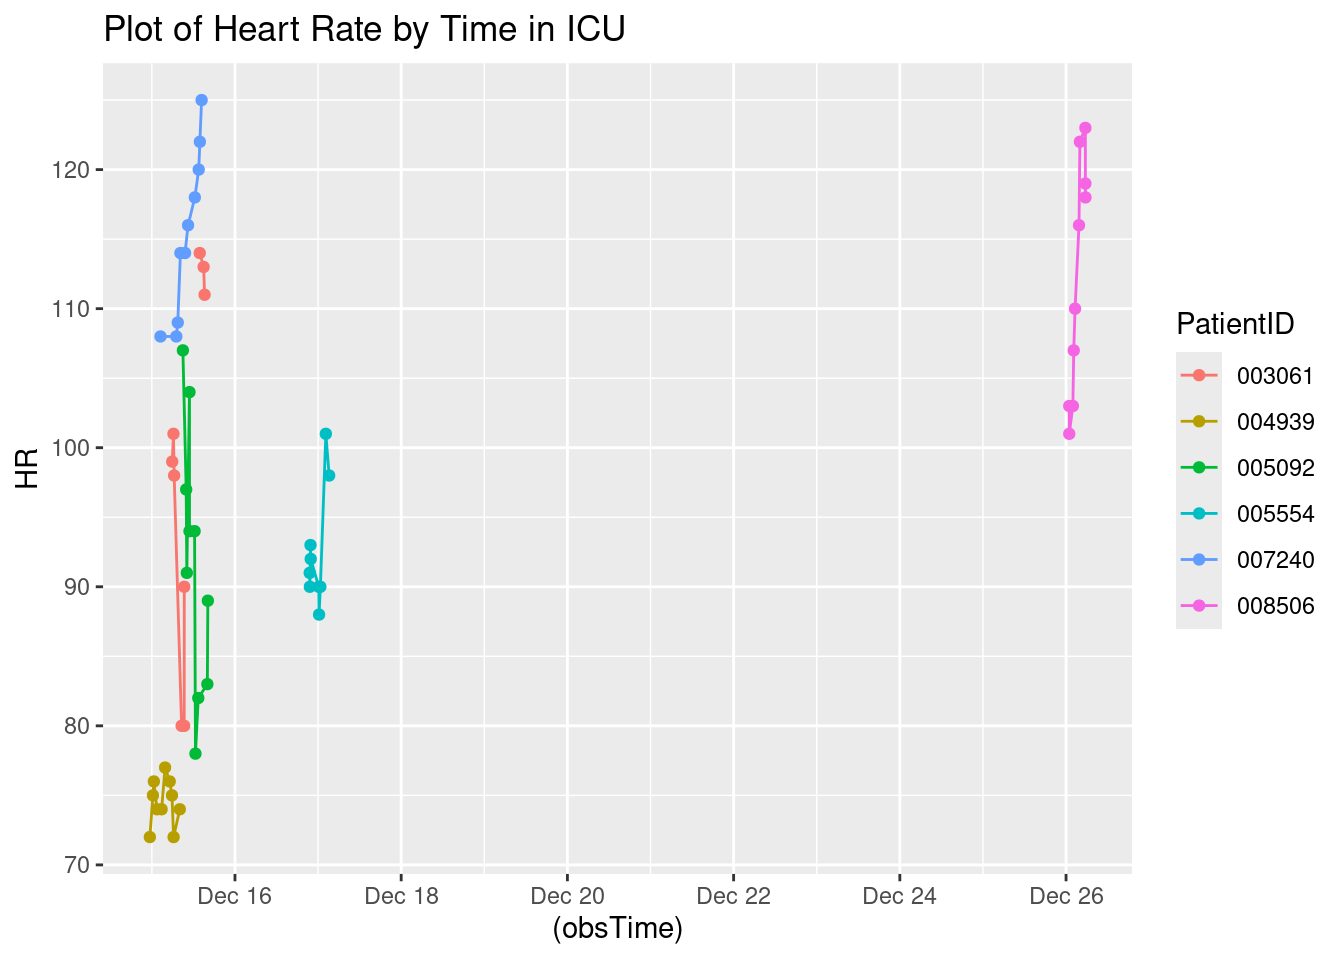 Plot of Heart Rate by Time in ICU
HR
120
110
100
90
80
70
Dec 16 Dec 18 Dec 20 Dec 22 Dec 24 Dec 26
(obsTime)
PatientID
003061
004939
005092
005554
007240
008506